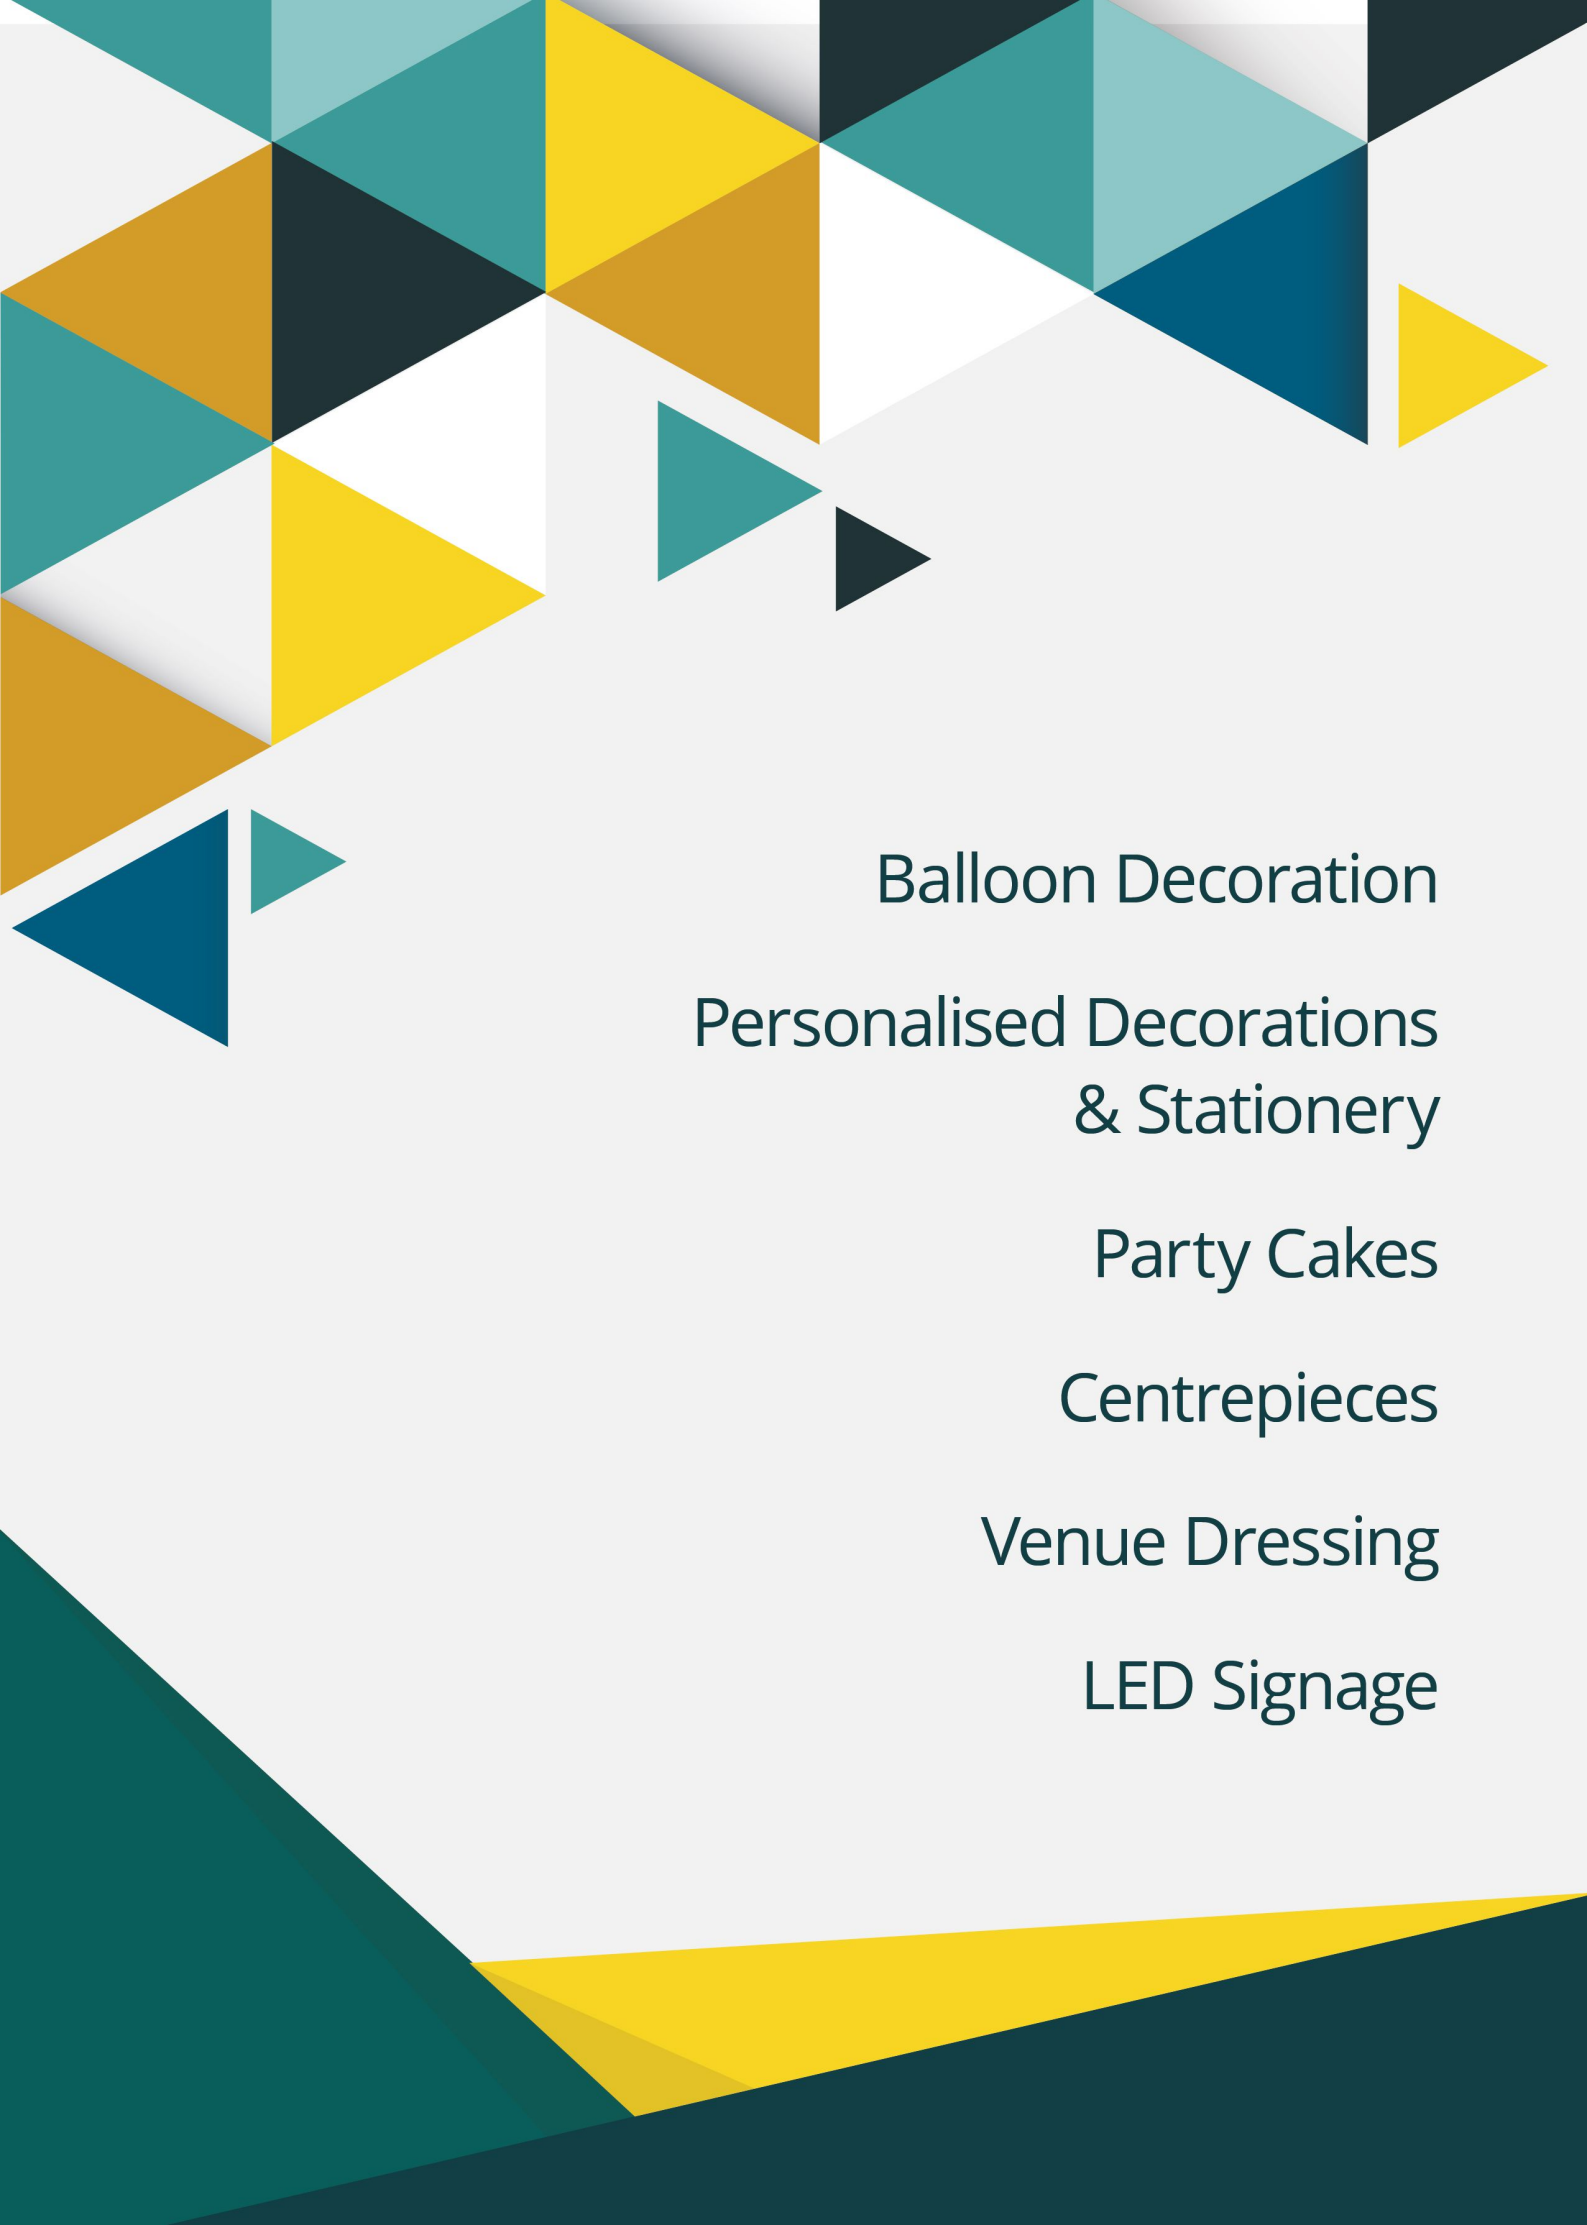 Balloon Decoration
Personalised Decorations
& Stationery
Party Cakes
Centrepieces
Venue Dressing
LED Signage